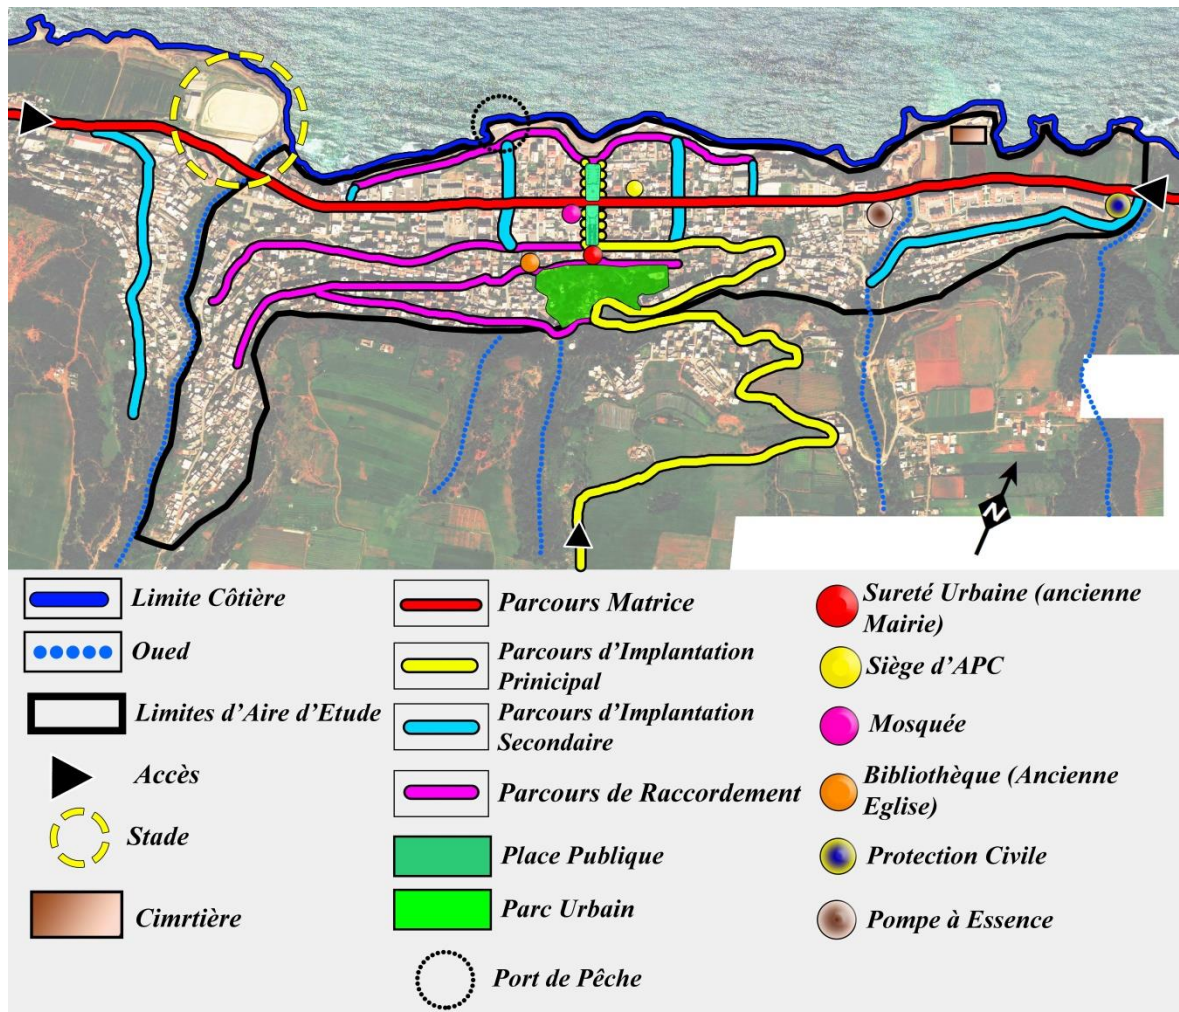 N
Limite Côtière
Oued
Limites d'Aire d'Etude
Accès
Stade
Cimrtière
Parcours Matrice
Parcours d'Implantation
Prinicipal
Parcours d'Implantation
Secondaire
Parcours de Raccordement
Place Publique
Parc Urbain
Port de Pêche
Sureté Urbaine (ancienne
Mairie)
Siège d'APC
Mosquée
Bibliothèque (Ancienne
Eglise)
Protection Civile
Pompe à Essence